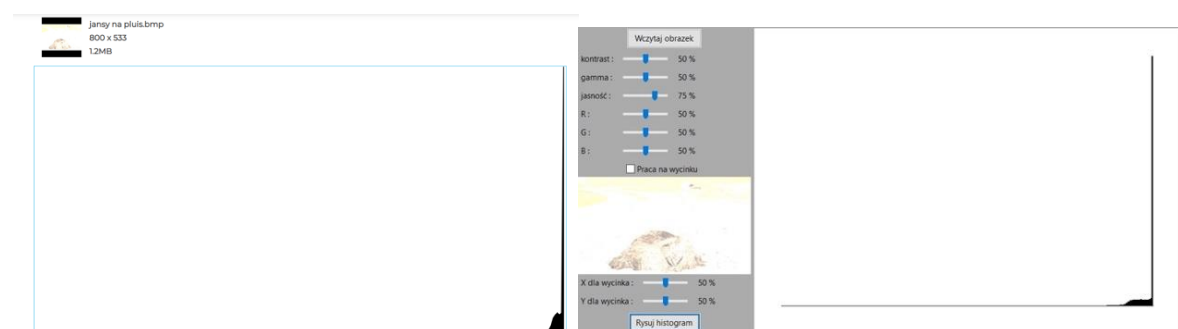 jansy na pluis.bmp
800 x 533
1.2MB
Wczytaj obrazek
kontrast : 50 %
gamma : 50 %
jasność : 75 %
R : 50 %
G : 50 %
B : 50 %
Praca na wycinku
X dla wycinka : 50 %
Y dla wycinka : 50 %
Rysuj histogram